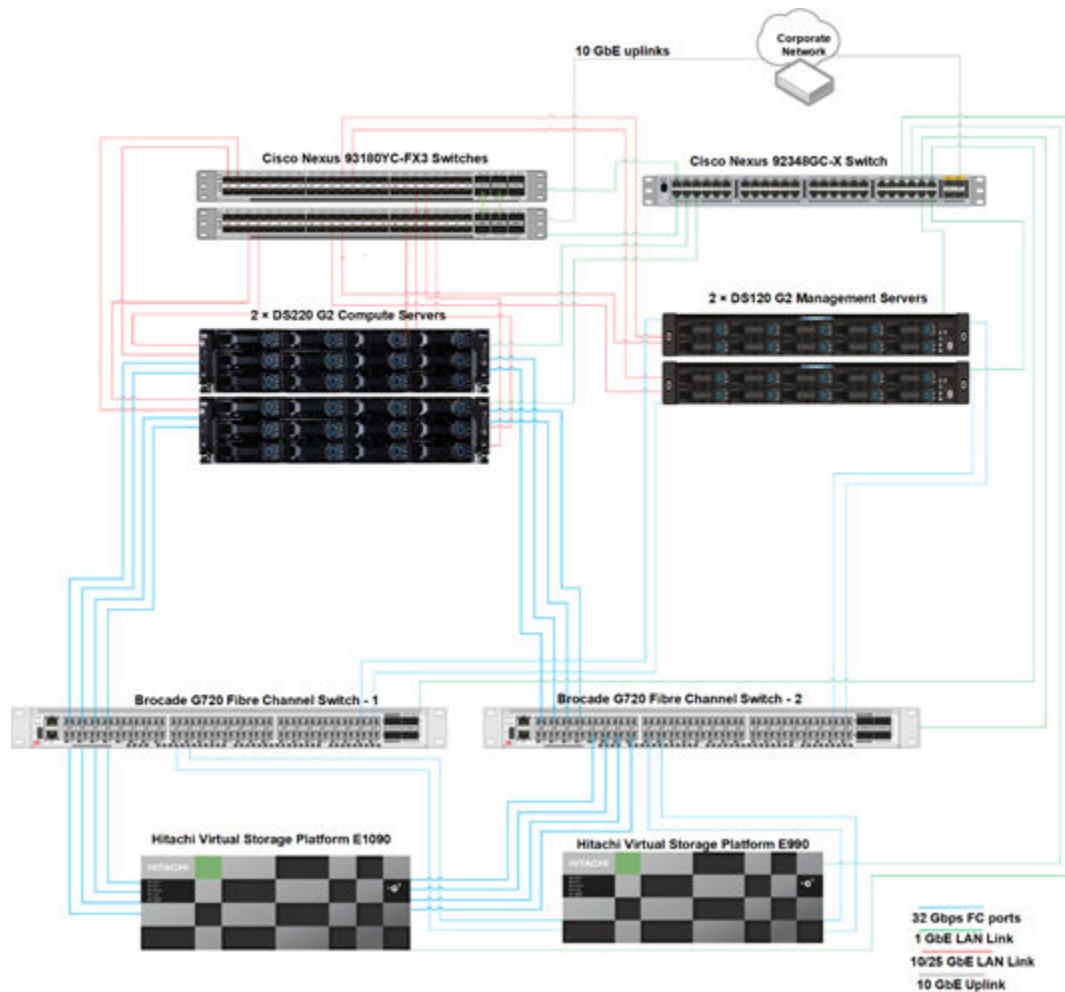 Corporate
Network
10 GbE uplinks
Cisco Nexus 93180YC-FX3 Switches
Cisco Nexus 92348GC-X Switch
2 × DS220 G2 Compute Servers
2 × DS120 G2 Management Servers
Brocade G720 Fibre Channel Switch - 1
Brocade G720 Fibre Channel Switch - 2
Hitachi Virtual Storage Platform E1090
Hitachi Virtual Storage Platform E990
HITACHI
HITACHI
32 Gbps FC ports
1 GbE LAN Link
10/25 GbE LAN Link
10 GbE Uplink